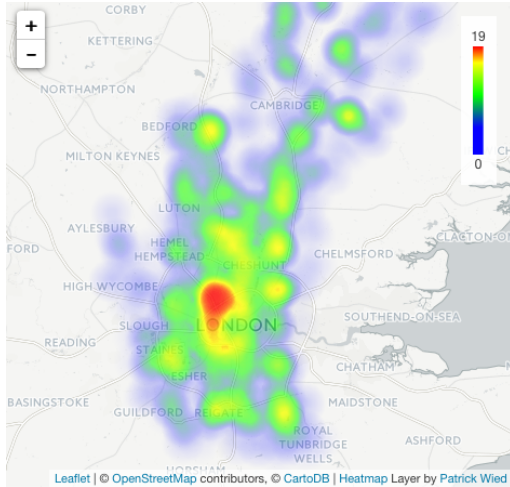 CORBY
+
KETTERING
19
−
NORTHAMPTON
CAMBRIDGE
BEDFORD
0
MILTON KEYNES
LUTON
AYLESBURY
CLACTON-ON
FORD
HEMEL
HEMPSTEAD
CHELMSFORD
CHESHUNT
HIGH WYCOMBE
SLOUGH
LONDON
SOUTHEND-ON-SEA
READING
STAINES
CHATHAM
ESHER
BASINGSTOKE
MAIDSTONE
GUILDFORD
REIGATE
ROYAL
TUNBRIDGE
WELLS
ASHFORD
HORSHAM
Leaflet | © OpenStreetMap contributors, © CartoDB | Heatmap Layer by Patrick Wied